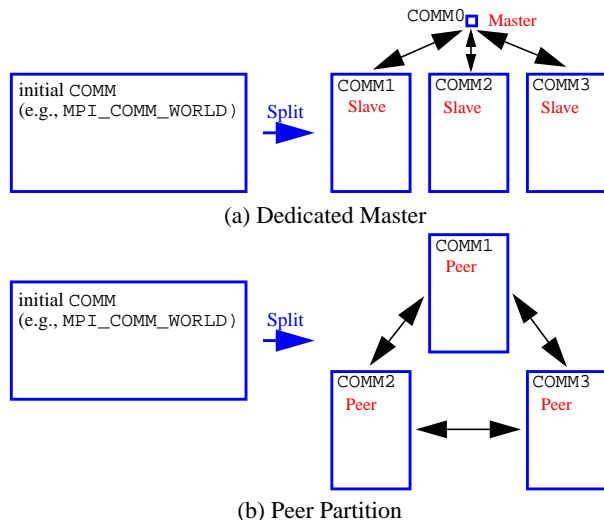 COMM0 Master
initial COMM
(e.g., MPI_COMM_WORLD)
Split
COMM1
Slave
COMM2
Slave
COMM3
Slave
(a) Dedicated Master
COMM1
Peer
initial COMM
(e.g., MPI_COMM_WORLD)
Split
COMM2
Peer
COMM3
Peer
(b) Peer Partition